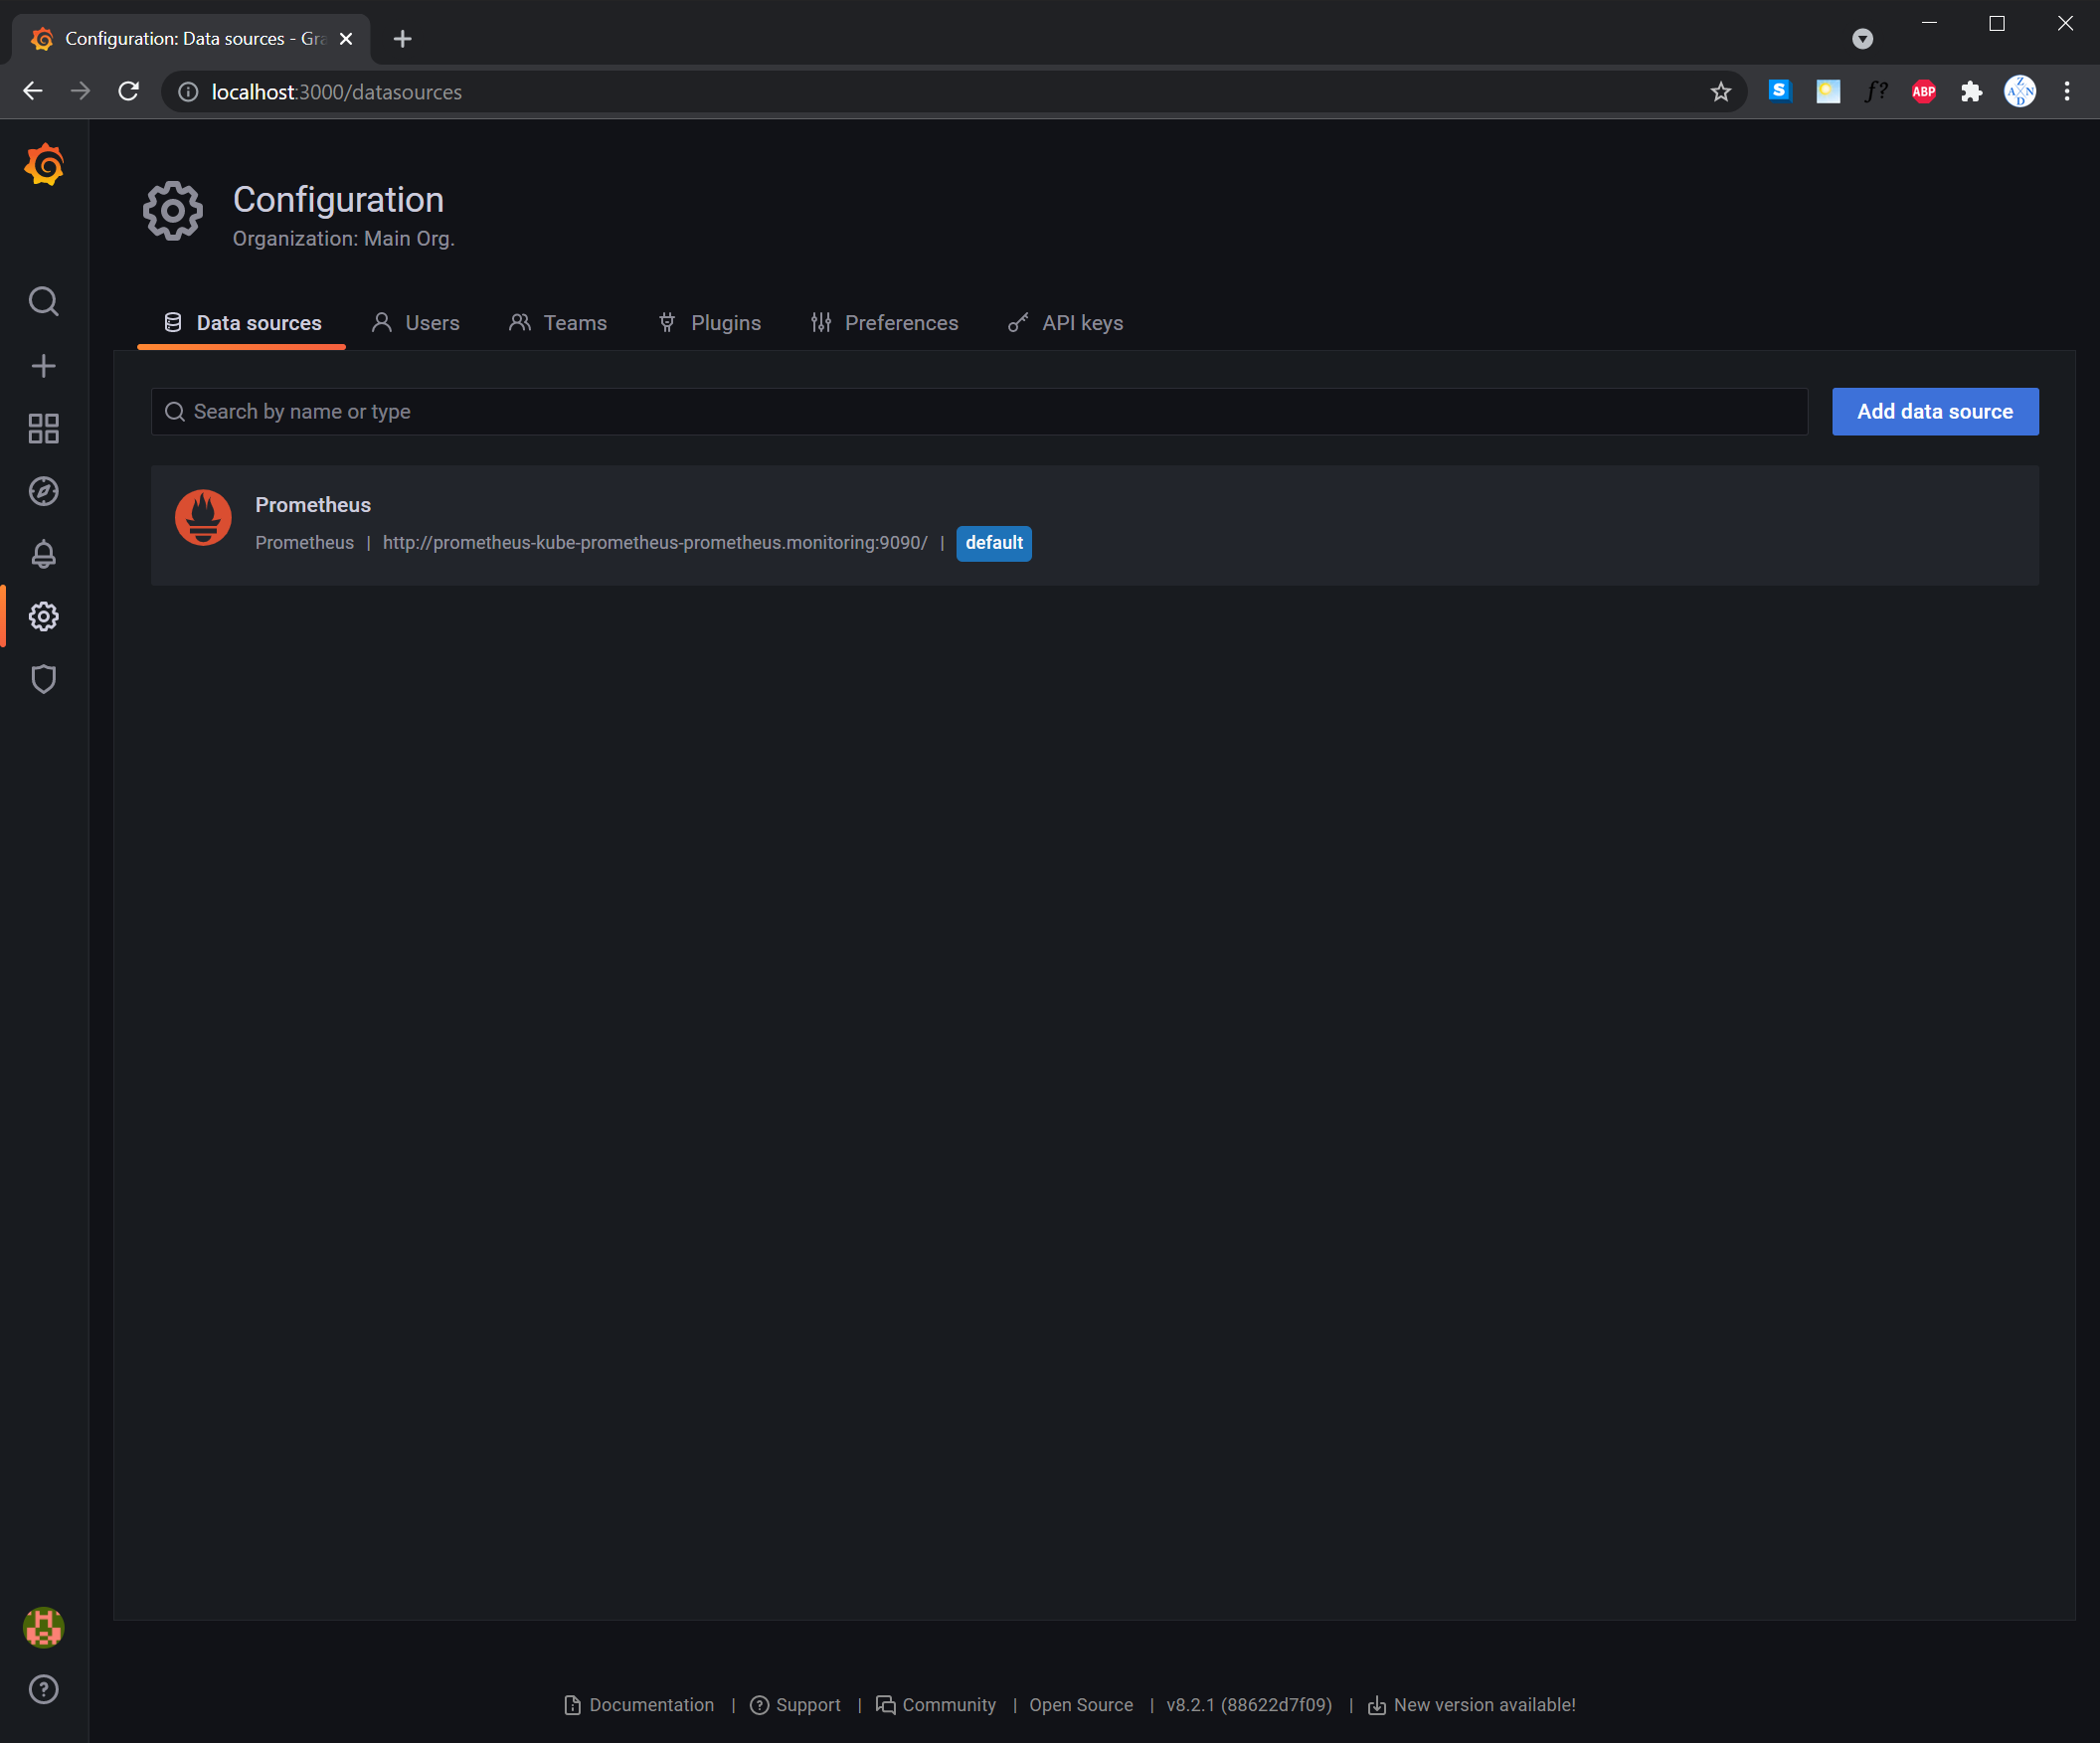 Configuration: Data sources - Gra
localhost:3000/datasources
S
f?
ABP
Z
A N
D
Configuration
Organization: Main Org.
Data sources Users Teams Plugins Preferences API keys
Search by name or type Add data source
Prometheus
Prometheus | http://prometheus-kube-prometheus-prometheus.monitoring:9090/ | default
Documentation | Support | Community | Open Source | v8.2.1 (88622d7f09) | New version available!